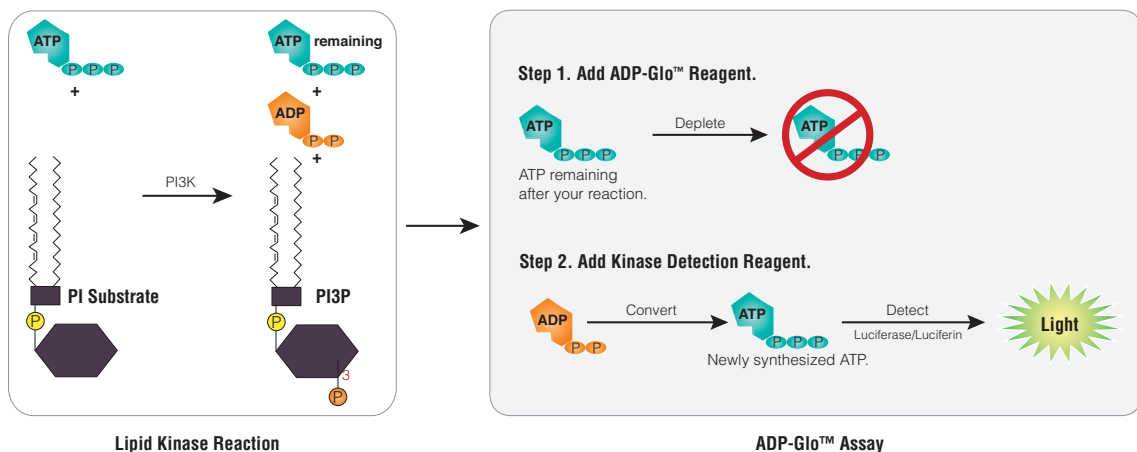 ATP
P P P
+
PI Substrate
P
PI3K
ATP remaining
P P P
+
ADP
P P
+
PI3P
P
3
P
Lipid Kinase Reaction
Step 1. Add ADP-Glo™ Reagent.
ATP
P P P
ATP remaining
after your reaction.
Deplete
ATP
P P P
Step 2. Add Kinase Detection Reagent.
ADP
P P
Convert
ATP
P P P
Newly synthesized ATP.
Detect
Luciferase/Luciferin
Light
ADP-Glo™ Assay